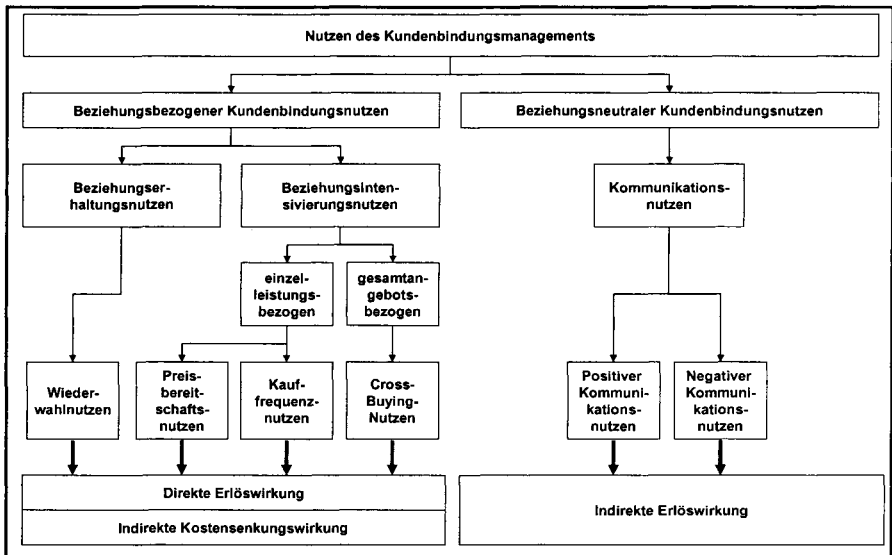 Nutzen des Kundenbindungsmanagements
Beziehungsbezogener Kundenbindungsnutzen
Beziehungsneutraler Kundenbindungsnutzen
Beziehungser-
haltungsnutzen
Beziehungsinten-
sivierungsnutzen
Kommunikations-
nutzen
einzel-
leistungs-
bezogen
gesamtan-
gebots-
bezogen
Wieder-
wahlnutzen
Preis-
bereit-
schafts-
nutzen
Kauf-
frequenz-
nutzen
Cross-
Buying-
Nutzen
Positiver
Kommuni-
kations-
nutzen
Negativer
Kommuni-
kations-
nutzen
Direkte Erlöswirkung
Indirekte Kostensenkungswirkung
Indirekte Erlöswirkung